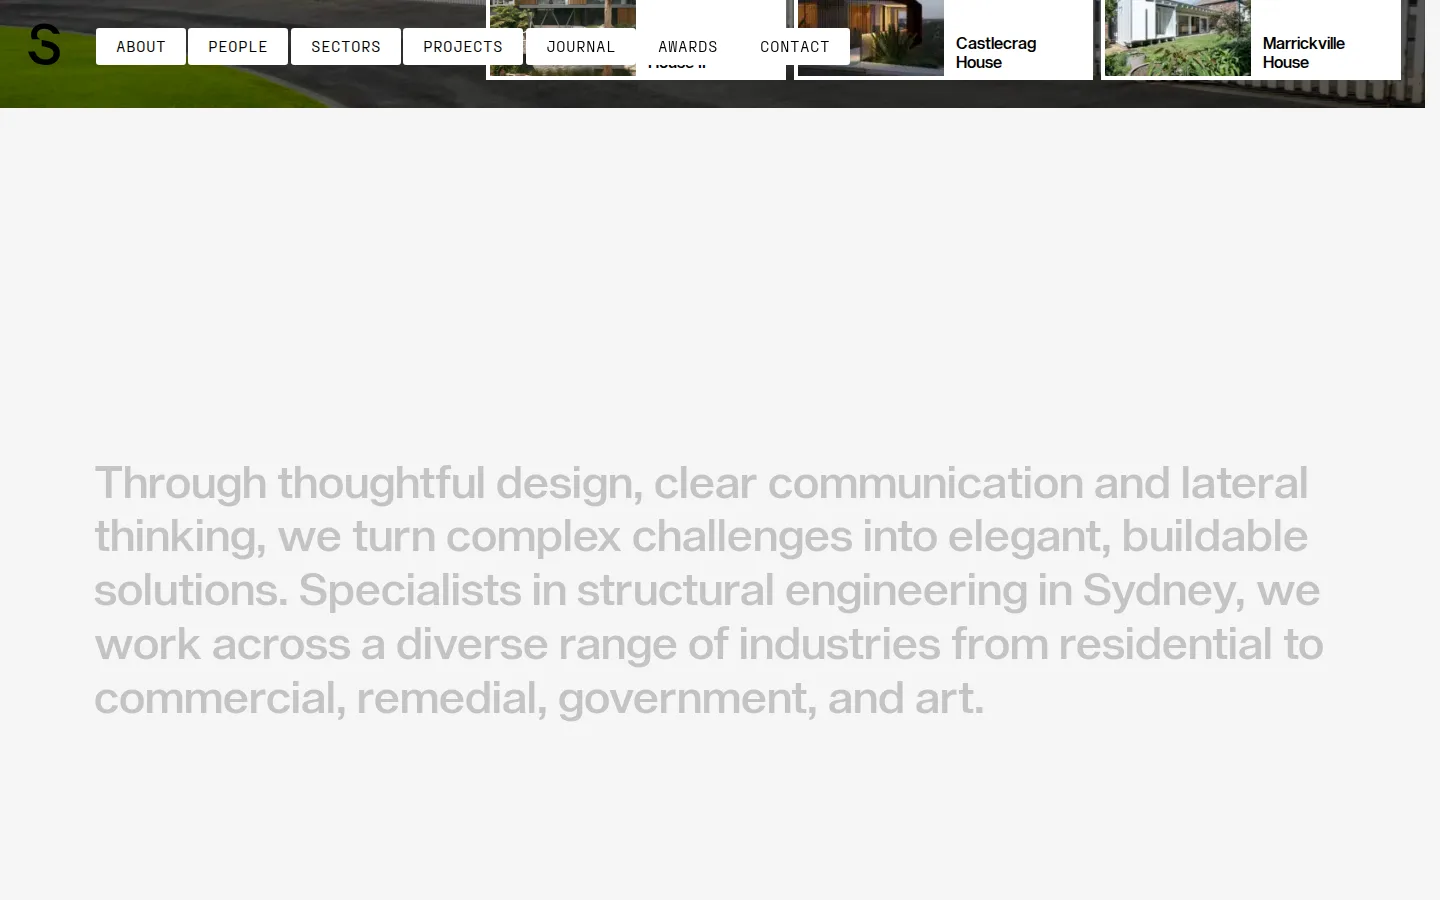 S
ABOUT
PEOPLE
SECTORS
PROJECTS
JOURNAL
AWARDS
CONTACT
Castlecrag
House
Marrickville
House
Through thoughtful design, clear communication and lateral
thinking, we turn complex challenges into elegant, buildable
solutions. Specialists in structural engineering in Sydney, we
work across a diverse range of industries from residential to
commercial, remedial, government, and art.